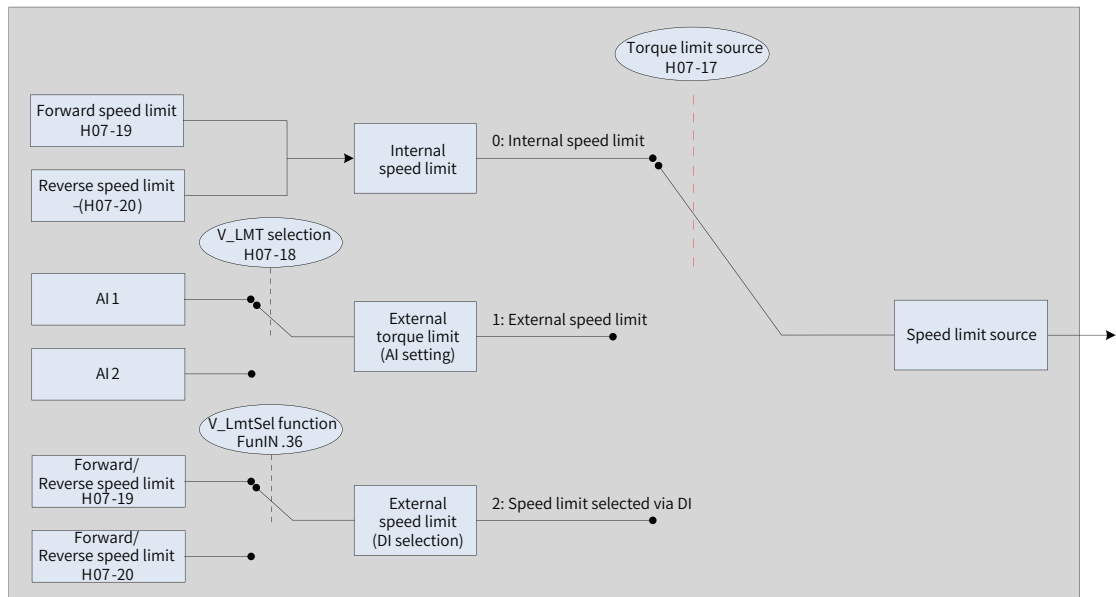 Torque limit source
H07-17
Forward speed limit
H07-19
Reverse speed limit
-(H07-20)
Internal
speed limit
0: Internal speed limit
V_LMT selection
H07-18
AI 1
AI 2
External
torque limit
(AI setting)
1: External speed limit
Speed limit source
V_LmtSel function
FunIN .36
Forward/
Reverse speed limit
H07-19
Forward/
Reverse speed limit
H07-20
External
speed limit
(DI selection)
2: Speed limit selected via DI